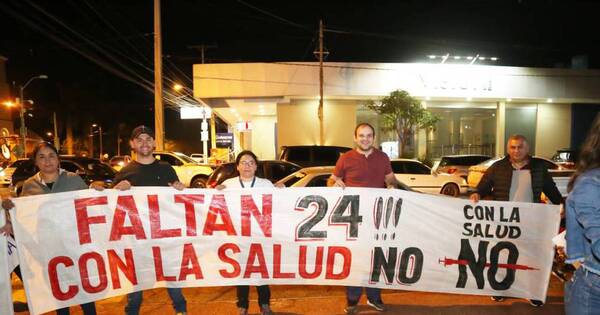 FALTAN 24 !!!
CON LA SALUD NO
CON LA
SALUD
NO